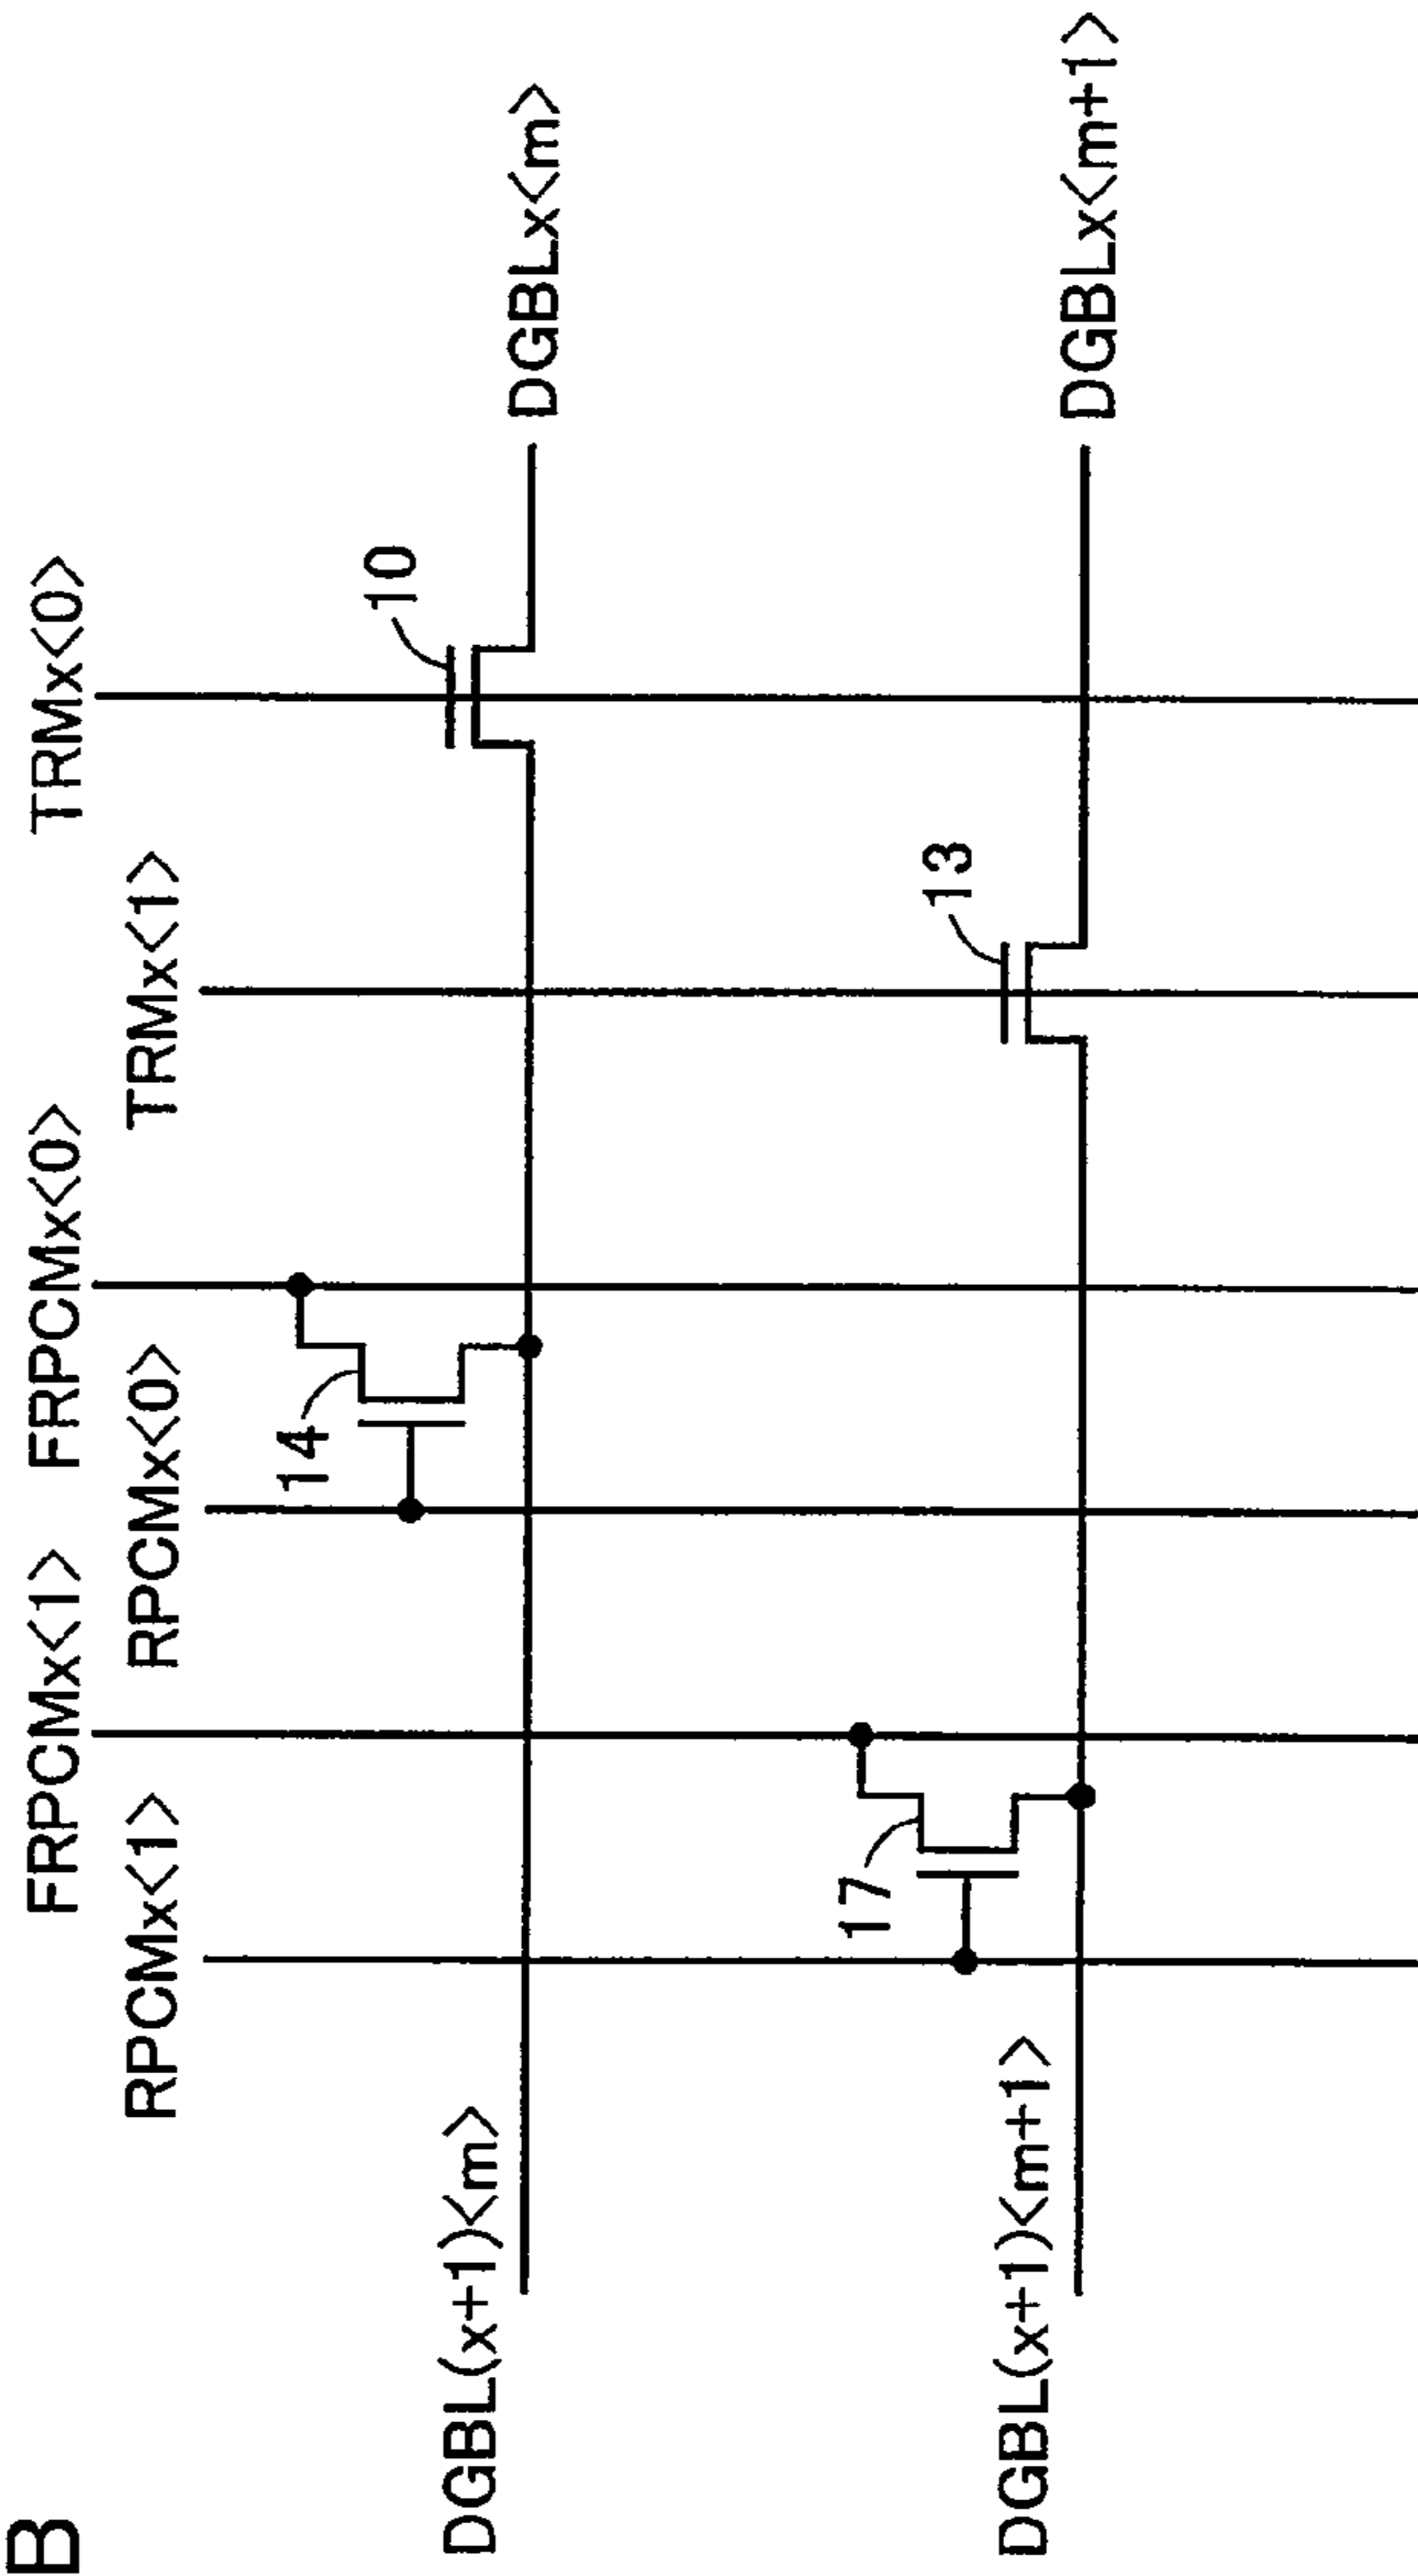 B
FRPCMx<1>
FRPCMx<0>
TRMx<0>
RPCMx<1>
RPCMx<0>
TRMx<1>
14
10
DGBL(x+1)<m>
DGBLx<m>
17
13
DGBL(x+1)<m+1>
DGBLx<m+1>